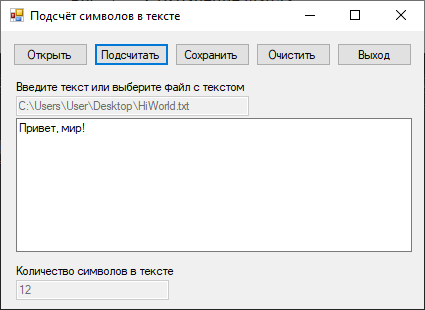 Подсчёт символов в тексте
Открыть Подсчитать Сохранить Очистить Выход
Введите текст или выберите файл с текстом
C:\Users\User\Desktop\HiWorld.txt
Привет, мир!
Количество символов в тексте
12